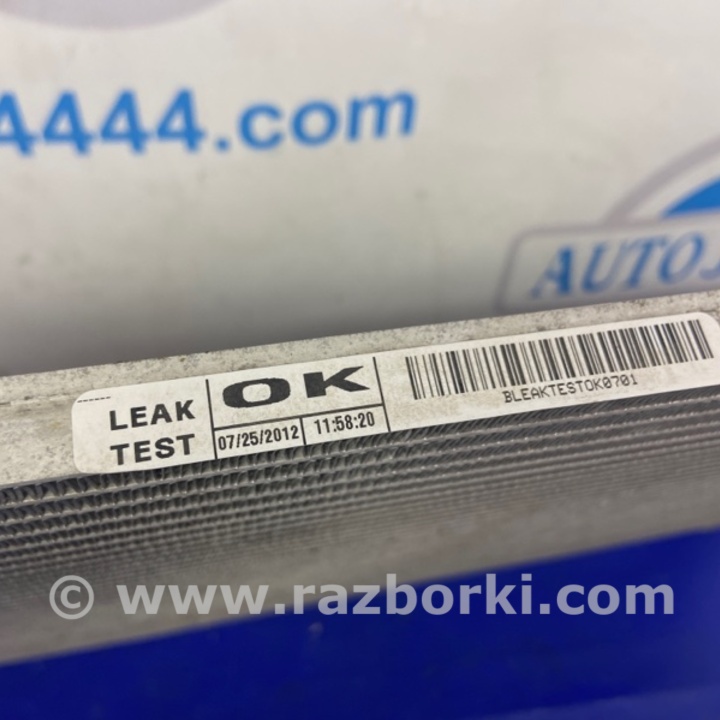 4444.com
AUTO
LEAK
TEST
OK
07/25/2012
11:58:20
BLEAKTESTOK0701
© www.razborki.com